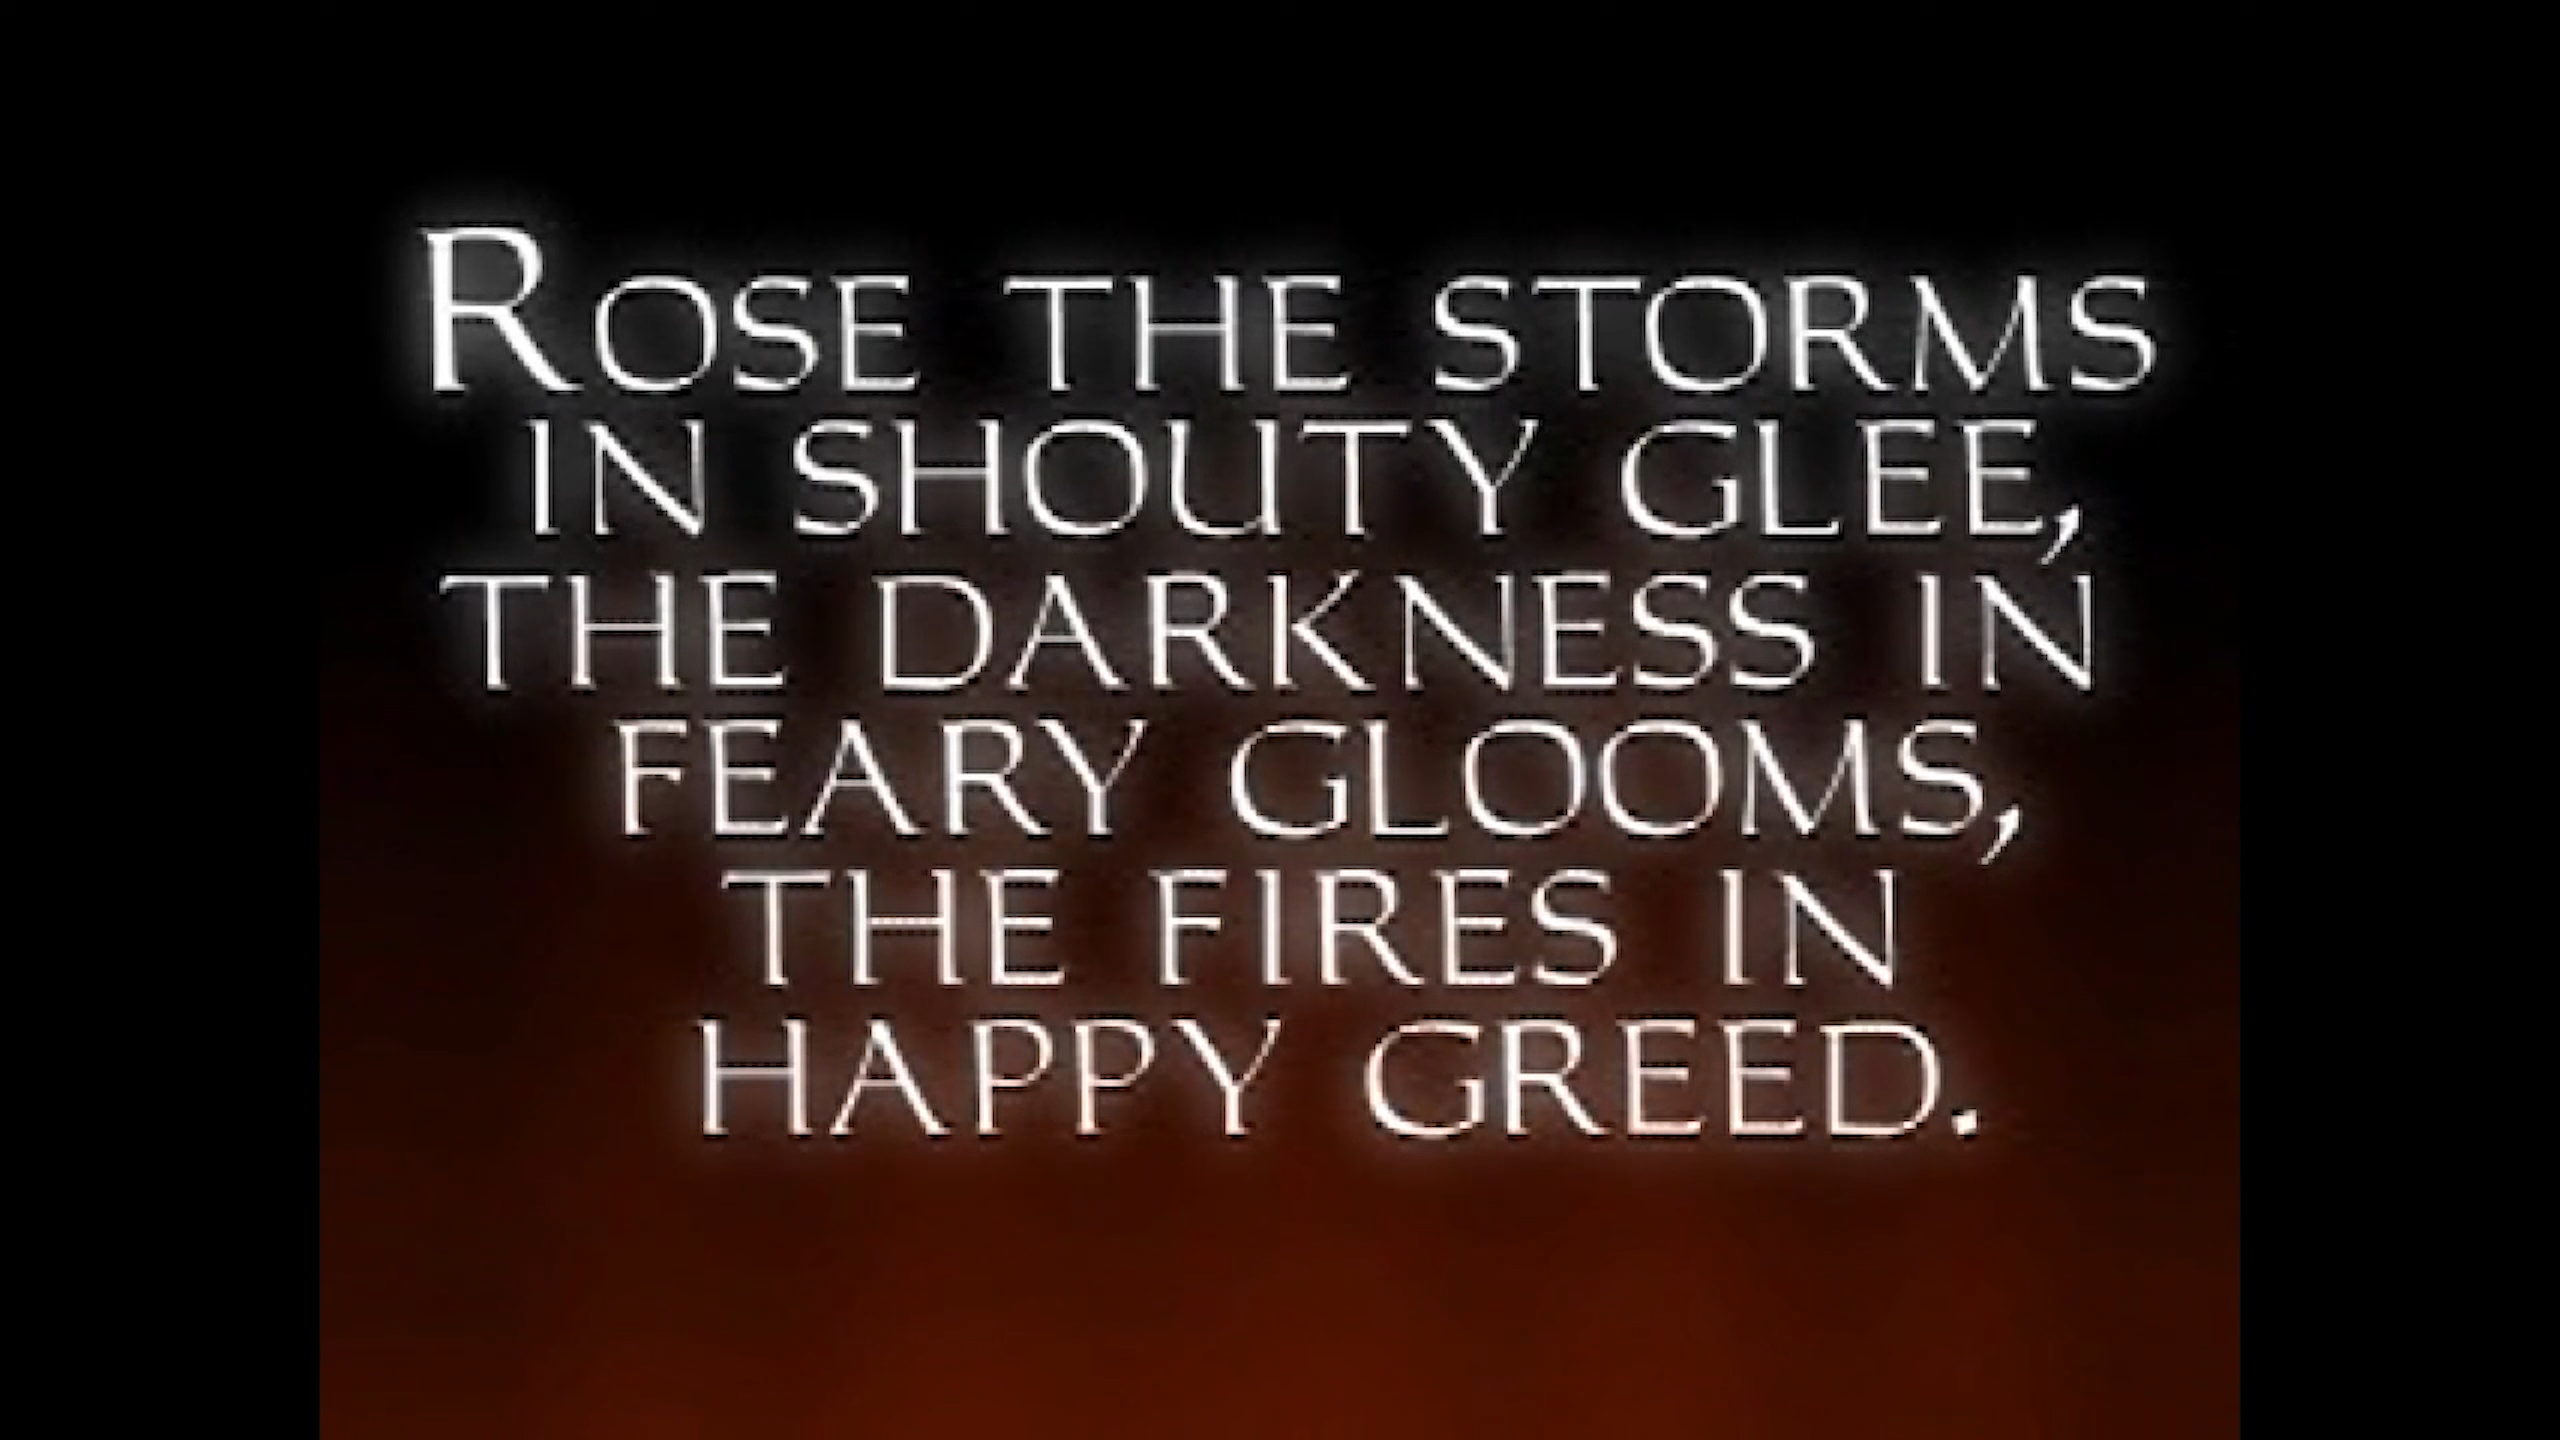 Rose the storms
in shouty glee,
the darkness in
feary glooms,
the fires in
happy greed.